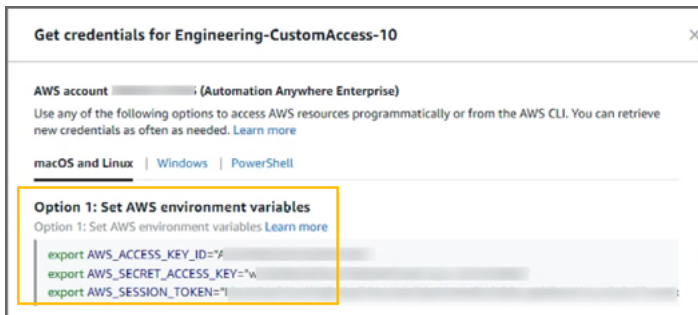 Get credentials for Engineering-CustomAccess-10
AWS account (Automation Anywhere Enterprise)
Use any of the following options to access AWS resources programmatically or from the AWS CLI. You can retrieve
new credentials as often as needed. Learn more
macOS and Linux | Windows | PowerShell
Option 1: Set AWS environment variables
Option 1: Set AWS environment variables Learn more
export AWS_ACCESS_KEY_ID="A
export AWS_SECRET_ACCESS_KEY="w
export AWS_SESSION_TOKEN="